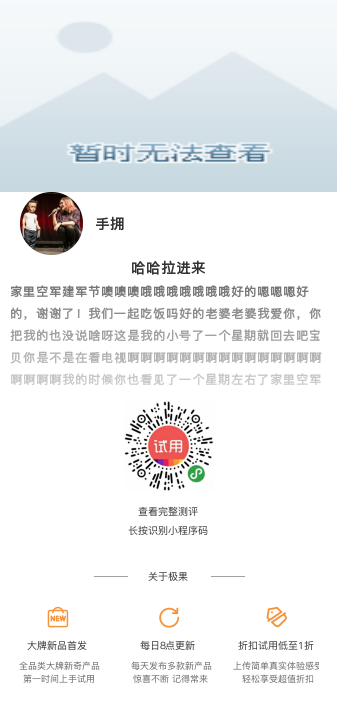 暂时无法查看
手拥
哈哈拉进来
家里空军建军节噢噢噢哦哦哦哦哦哦哦好的嗯嗯嗯好
的，谢谢了！我们一起吃饭吗好的老婆老婆我爱你，你
把我的也没说啥呀这是我的小号了一个星期就回去吧宝
贝你是不是在看电视啊啊啊啊啊啊啊啊啊啊啊啊啊啊啊
啊啊啊啊我的时候你也看见了一个星期左右了家里空军
试用
查看完整测评
长按识别小程序码
关于极果
NEW
大牌新品首发
每日8点更新
折扣试用低至1折
全品类大牌新奇产品
每天发布多款新产品
上传简单真实体验感受
第一时间上手试用
惊喜不断 记得常来
轻松享受超值折扣